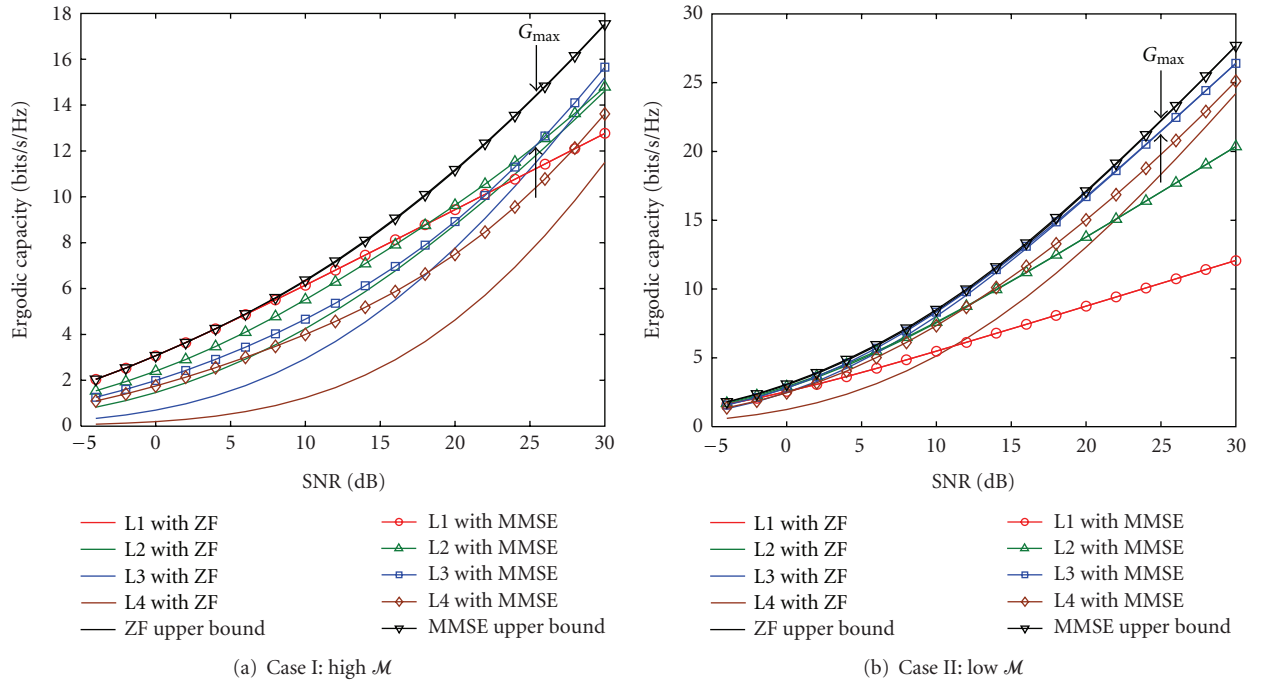 18
16
14
12
10
8
6
4
2
0
Ergodic capacity (bits/s/Hz)
G_max
−5 0 5 10 15 20 25 30
SNR (dB)
L1 with ZF
L2 with ZF
L3 with ZF
L4 with ZF
ZF upper bound
L1 with MMSE
L2 with MMSE
L3 with MMSE
L4 with MMSE
MMSE upper bound
(a) Case I: high ℳ
30
25
20
15
10
5
0
Ergodic capacity (bits/s/Hz)
G_max
−5 0 5 10 15 20 25 30
SNR (dB)
L1 with ZF
L2 with ZF
L3 with ZF
L4 with ZF
ZF upper bound
L1 with MMSE
L2 with MMSE
L3 with MMSE
L4 with MMSE
MMSE upper bound
(b) Case II: low ℳ